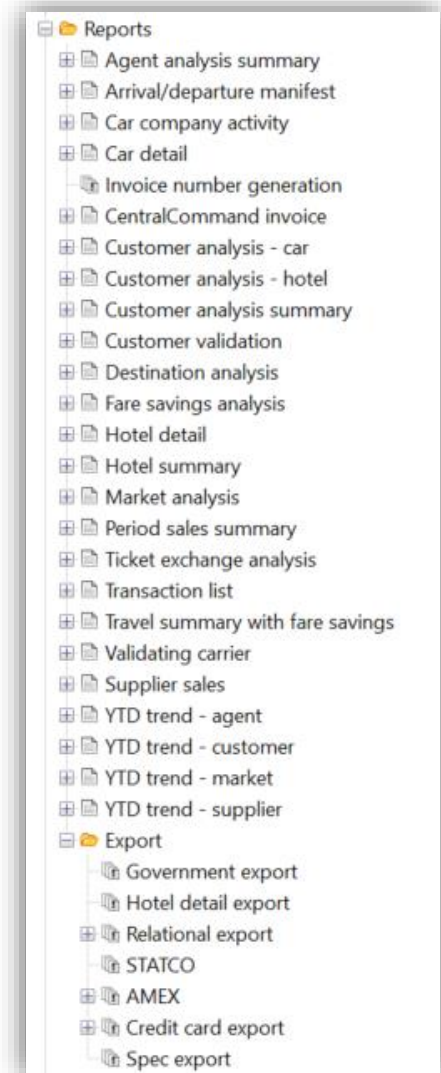 Reports
Agent analysis summary
Arrival/departure manifest
Car company activity
Car detail
Invoice number generation
CentralCommand invoice
Customer analysis - car
Customer analysis - hotel
Customer analysis summary
Customer validation
Destination analysis
Fare savings analysis
Hotel detail
Hotel summary
Market analysis
Period sales summary
Ticket exchange analysis
Transaction list
Travel summary with fare savings
Validating carrier
Supplier sales
YTD trend - agent
YTD trend - customer
YTD trend - market
YTD trend - supplier
Export
Government export
Hotel detail export
Relational export
STATCO
AMEX
Credit card export
Spec export